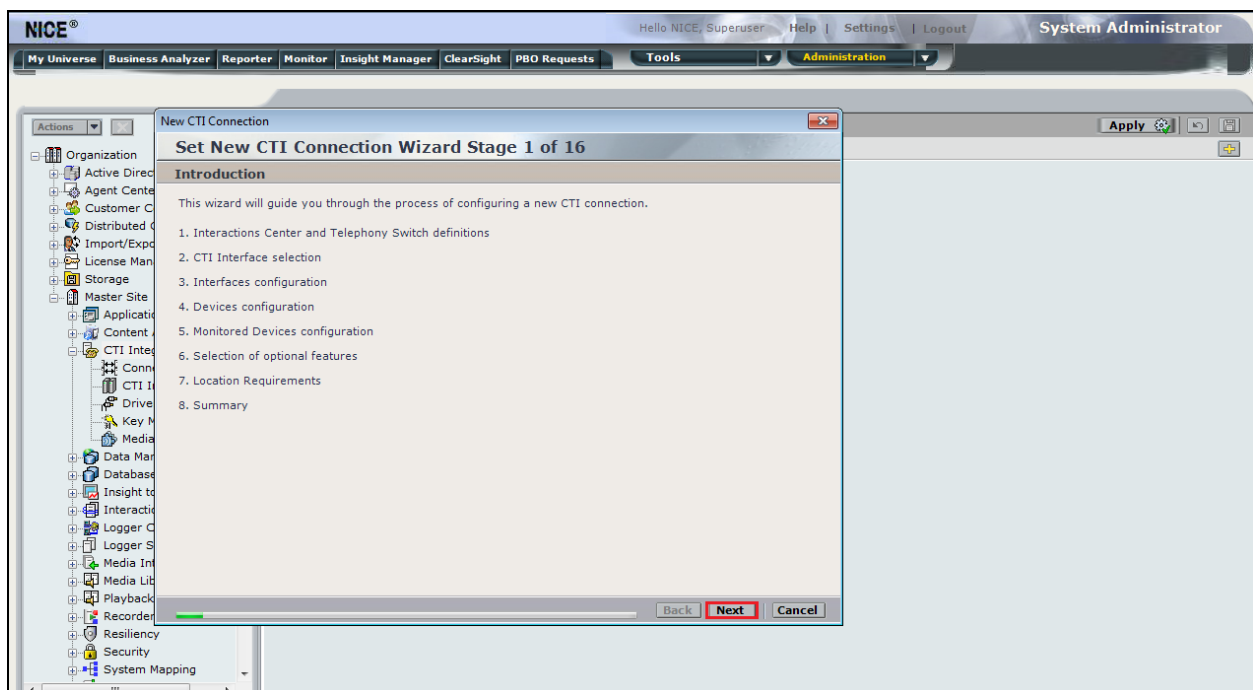 NICE®
Hello NICE, Superuser Help | Settings | Logout System Administrator
My Universe Business Analyzer Reporter Monitor Insight Manager ClearSight PBO Requests Tools Administration
Actions
Apply
Organization
Active Direc
Agent Cente
Customer C
Distributed
Import/Expo
License Man
Storage
Master Site
Applicatio
Content
CTI Integ
Conne
CTI I
Drive
Key M
Media
Data Mar
Database
Insight to
Interactio
Logger C
Logger S
Media Int
Media Lib
Playback
Recorder
Resiliency
Security
System Mapping
New CTI Connection
Set New CTI Connection Wizard Stage 1 of 16
Introduction
This wizard will guide you through the process of configuring a new CTI connection.
1. Interactions Center and Telephony Switch definitions
2. CTI Interface selection
3. Interfaces configuration
4. Devices configuration
5. Monitored Devices configuration
6. Selection of optional features
7. Location Requirements
8. Summary
Back Next Cancel